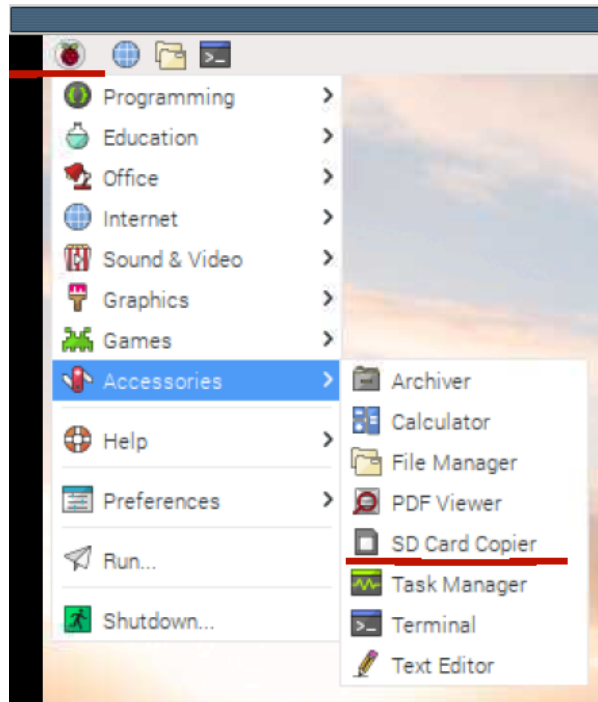 Programming
Education
Office
Internet
Sound & Video
Graphics
Games
Accessories
Help
Preferences
Run...
Shutdown...
Archiver
Calculator
File Manager
PDF Viewer
SD Card Copier
Task Manager
Terminal
Text Editor